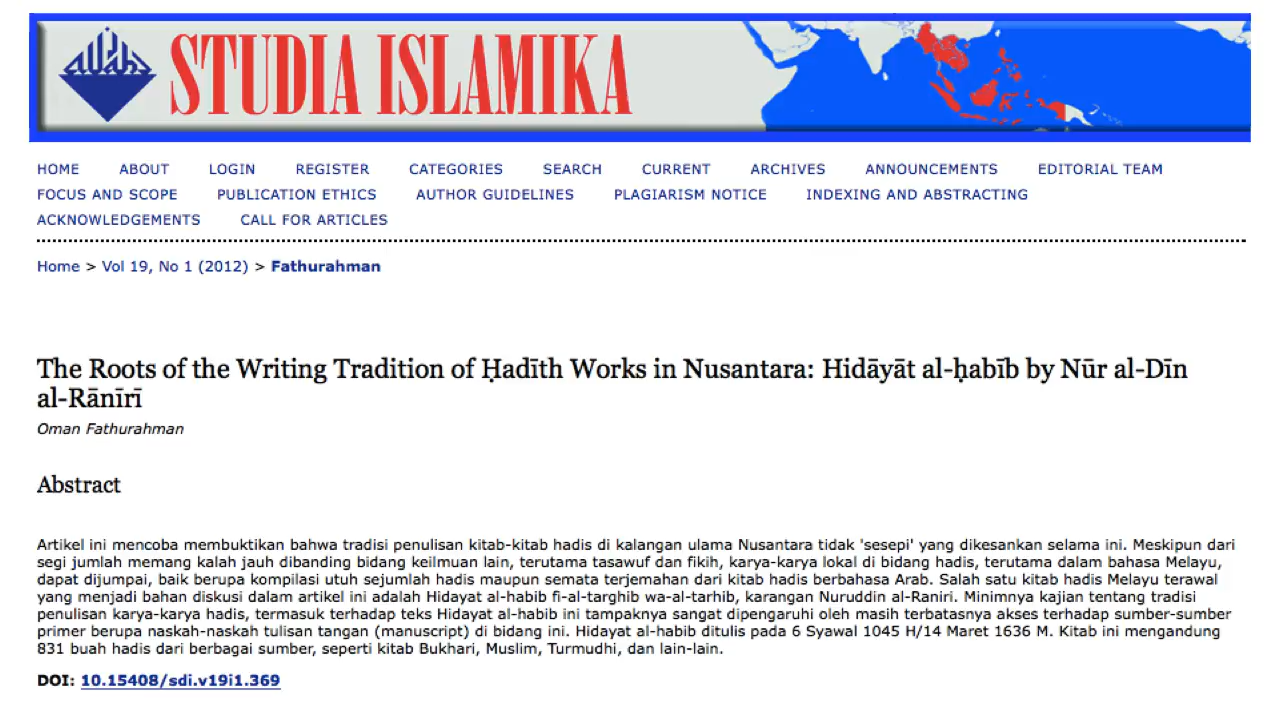 STUDIA ISLAMIKA
HOME ABOUT LOGIN REGISTER CATEGORIES SEARCH CURRENT ARCHIVES ANNOUNCEMENTS EDITORIAL TEAM
FOCUS AND SCOPE PUBLICATION ETHICS AUTHOR GUIDELINES PLAGIARISM NOTICE INDEXING AND ABSTRACTING
ACKNOWLEDGEMENTS CALL FOR ARTICLES
Home > Vol 19, No 1 (2012) > Fathurahman
The Roots of the Writing Tradition of Ḥadīth Works in Nusantara: Hidāyāt al-ḥabīb by Nūr al-Dīn
al-Rānīrī
Oman Fathurahman
Abstract
Artikel ini mencoba membuktikan bahwa tradisi penulisan kitab-kitab hadis di kalangan ulama Nusantara tidak 'sesepi' yang dikesankan selama ini. Meskipun dari
segi jumlah memang kalah jauh dibanding bidang keilmuan lain, terutama tasawuf dan fikih, karya-karya lokal di bidang hadis, terutama dalam bahasa Melayu,
dapat dijumpai, baik berupa kompilasi utuh sejumlah hadis maupun semata terjemahan dari kitab hadis berbahasa Arab. Salah satu kitab hadis Melayu terawal
yang menjadi bahan diskusi dalam artikel ini adalah Hidayat al-habib fi-al-targhib wa-al-tarhib, karangan Nuruddin al-Raniri. Minimnya kajian tentang tradisi
penulisan karya-karya hadis, termasuk terhadap teks Hidayat al-habib ini tampaknya sangat dipengaruhi oleh masih terbatasnya akses terhadap sumber-sumber
primer berupa naskah-naskah tulisan tangan (manuscript) di bidang ini. Hidayat al-habib ditulis pada 6 Syawal 1045 H/14 Maret 1636 M. Kitab ini mengandung
831 buah hadis dari berbagai sumber, seperti kitab Bukhari, Muslim, Turmudhi, dan lain-lain.
DOI: 10.15408/sdi.v19i1.369